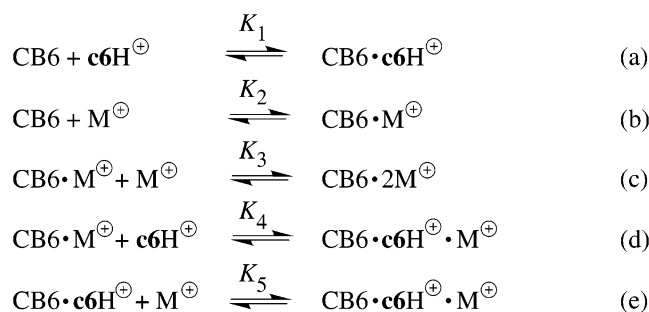 CB6 + c6H⊕ K1 ⇌ CB6•c6H⊕ (a)
CB6 + M⊕ K2 ⇌ CB6•M⊕ (b)
CB6•M⊕ + M⊕ K3 ⇌ CB6•2M⊕ (c)
CB6•M⊕ + c6H⊕ K4 ⇌ CB6•c6H⊕•M⊕ (d)
CB6•c6H⊕ + M⊕ K5 ⇌ CB6•c6H⊕•M⊕ (e)